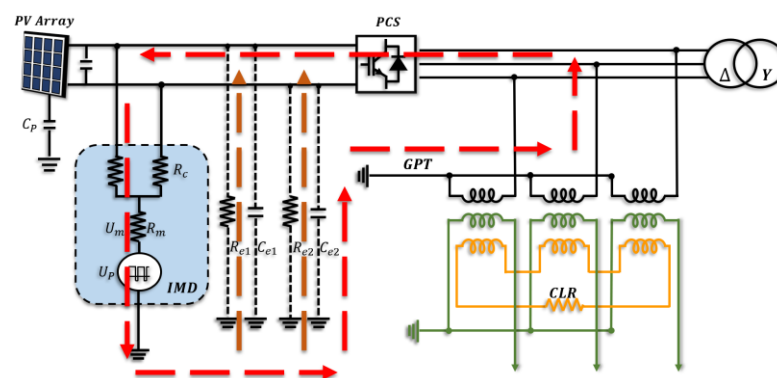 PV Array
PCS
C_P
R_c
U_m
R_m
U_P
IMD
R_e1
C_e1
R_e2
C_e2
GPT
CLR
Δ
Y